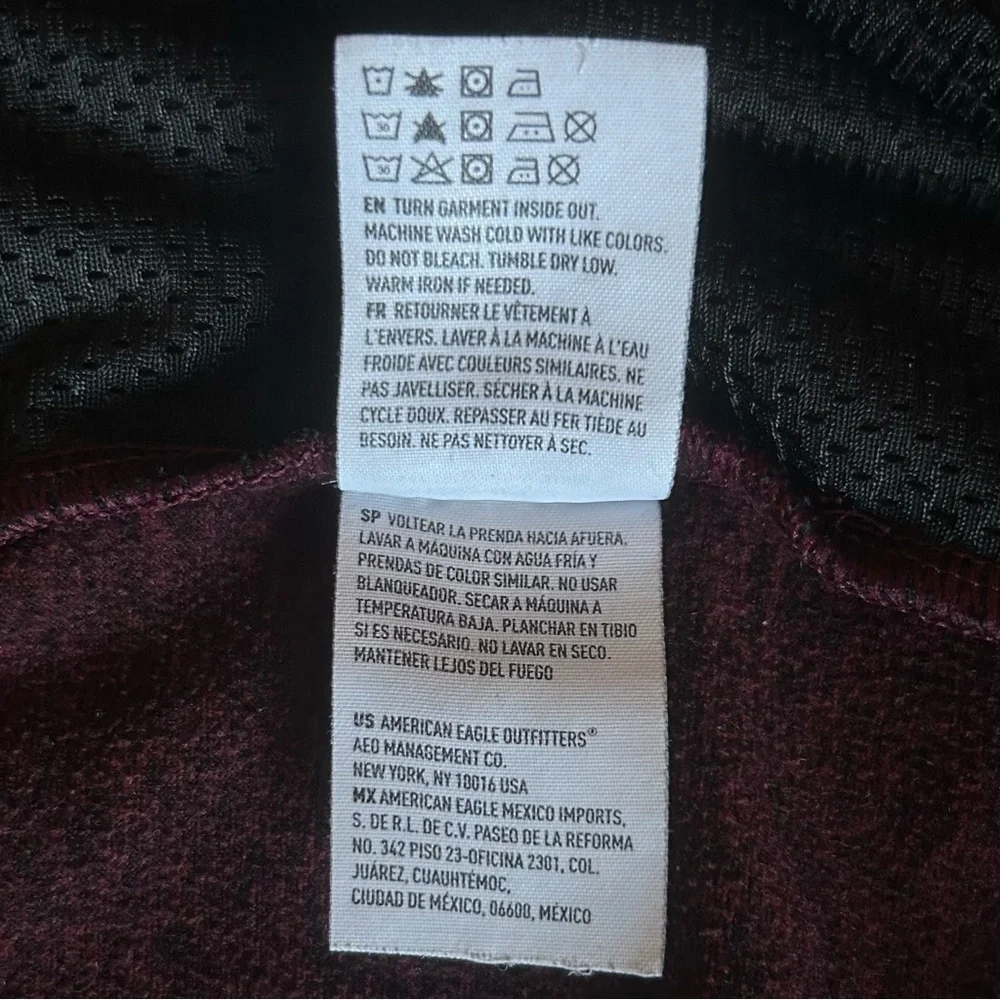 30
30
EN TURN GARMENT INSIDE OUT.
MACHINE WASH COLD WITH LIKE COLORS.
DO NOT BLEACH. TUMBLE DRY LOW.
WARM IRON IF NEEDED.
FR RETOURNER LE VÊTEMENT À
L'ENVERS. LAVER À LA MACHINE À L'EAU
FROIDE AVEC COULEURS SIMILAIRES. NE
PAS JAVELLISER. SÉCHER À LA MACHINE
CYCLE DOUX. REPASSER AU FER TIÈDE AU
BESOIN. NE PAS NETTOYER À SEC.
SP VOLTEAR LA PRENDA HACIA AFUERA.
LAVAR A MÁQUINA CON AGUA FRÍA Y
PRENDAS DE COLOR SIMILAR. NO USAR
BLANQUEADOR. SECAR A MÁQUINA A
TEMPERATURA BAJA. PLANCHAR EN TIBIO
SI ES NECESARIO. NO LAVAR EN SECO.
MANTENER LEJOS DEL FUEGO
US AMERICAN EAGLE OUTFITTERS®
AEO MANAGEMENT CO.
NEW YORK, NY 10016 USA
MX AMERICAN EAGLE MEXICO IMPORTS,
S. DE R.L. DE C.V. PASEO DE LA REFORMA
NO. 342 PISO 23-OFICINA 2301, COL.
JUÁREZ, CUAUHTÉMOC,
CIUDAD DE MÉXICO, 06600, MÉXICO